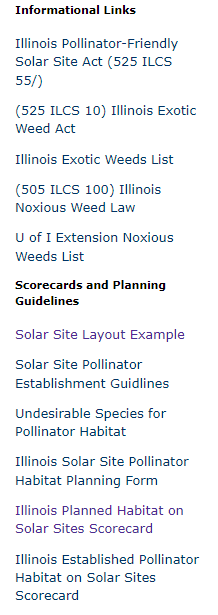 Informational Links
Illinois Pollinator-Friendly
Solar Site Act (525 ILCS
55/)
(525 ILCS 10) Illinois Exotic
Weed Act
Illinois Exotic Weeds List
(505 ILCS 100) Illinois
Noxious Weed Law
U of I Extension Noxious
Weeds List
Scorecards and Planning
Guidelines
Solar Site Layout Example
Solar Site Pollinator
Establishment Guidlines
Undesirable Species for
Pollinator Habitat
Illinois Solar Site Pollinator
Habitat Planning Form
Illinois Planned Habitat on
Solar Sites Scorecard
Illinois Established Pollinator
Habitat on Solar Sites
Scorecard